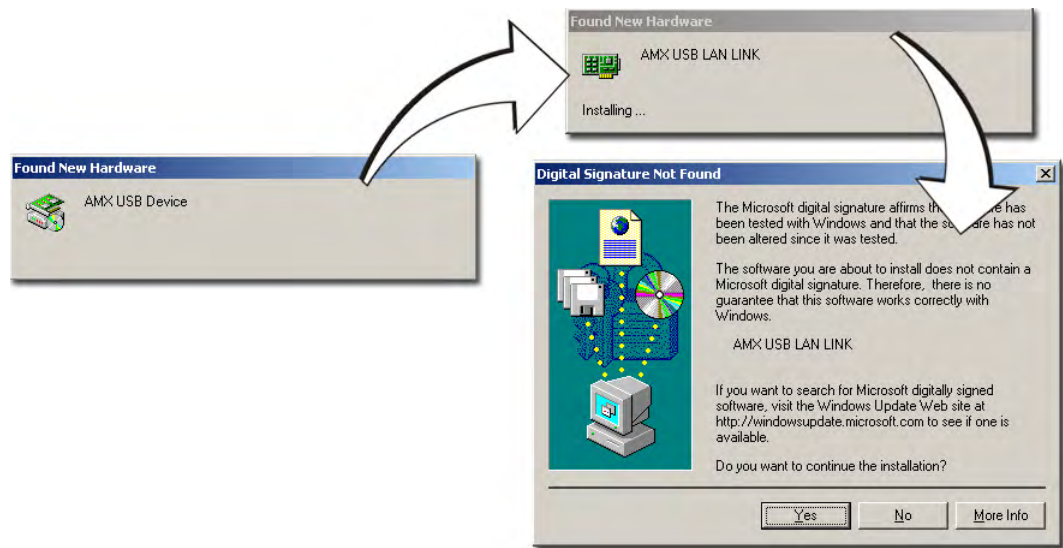 Found New Hardware
AMX USB Device
Found New Hardware
AMX USB LAN LINK
Installing ...
Digital Signature Not Found
The Microsoft digital signature affirms th has
been tested with Windows and that the so are has not
been altered since it was tested.
The software you are about to install does not contain a
Microsoft digital signature. Therefore, there is no
guarantee that this software works correctly with
Windows.
AMX USB LAN LINK
If you want to search for Microsoft digitally signed
software, visit the Windows Update Web site at
http://windowsupdate.microsoft.com to see if one is
available.
Do you want to continue the installation?
Yes
No
More Info